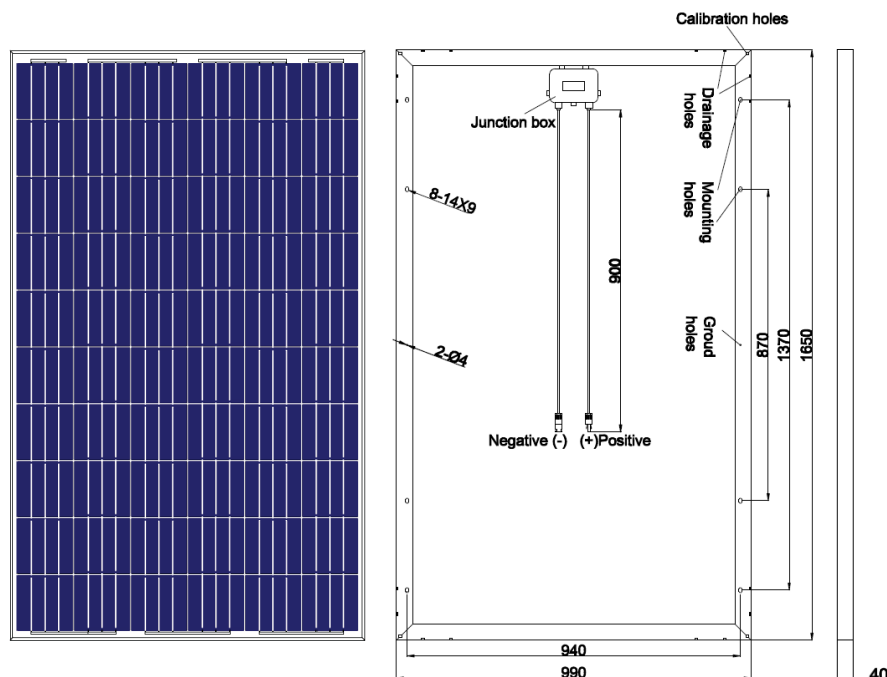 Calibration holes
Drainage
holes
Junction box
Mounting
holes
8-14X9
900
Groud
holes
870
1370
1650
2-Ø4
Negative (-)
(+)Positive
940
990
40